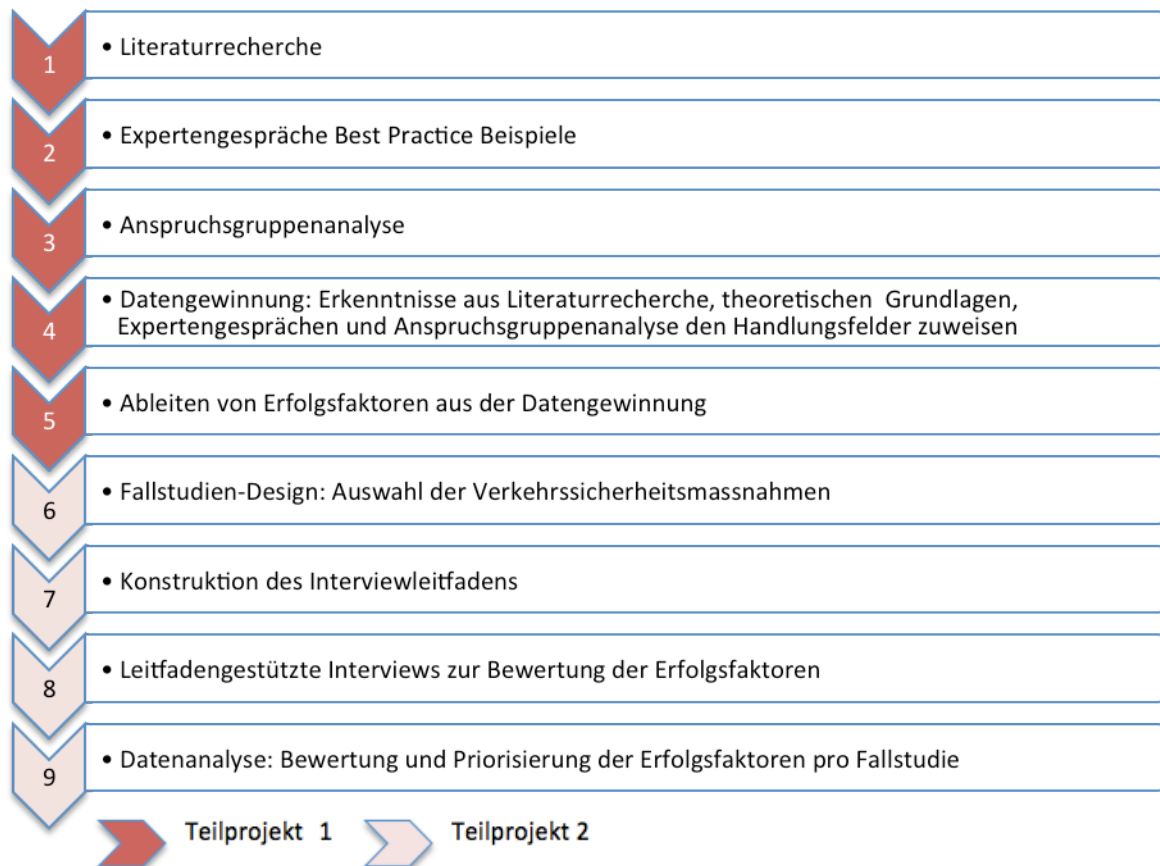 1
• Literaturrecherche
2
• Expertengespräche Best Practice Beispiele
3
• Anspruchsgruppenanalyse
4
• Datengewinnung: Erkenntnisse aus Literaturrecherche, theoretischen Grundlagen,
Expertengesprächen und Anspruchsgruppenanalyse den Handlungsfelder zuweisen
5
• Ableiten von Erfolgsfaktoren aus der Datengewinnung
6
• Fallstudien-Design: Auswahl der Verkehrssicherheitsmassnahmen
7
• Konstruktion des Interviewleitfadens
8
• Leitfadengestützte Interviews zur Bewertung der Erfolgsfaktoren
9
• Datenanalyse: Bewertung und Priorisierung der Erfolgsfaktoren pro Fallstudie
Teilprojekt 1 Teilprojekt 2